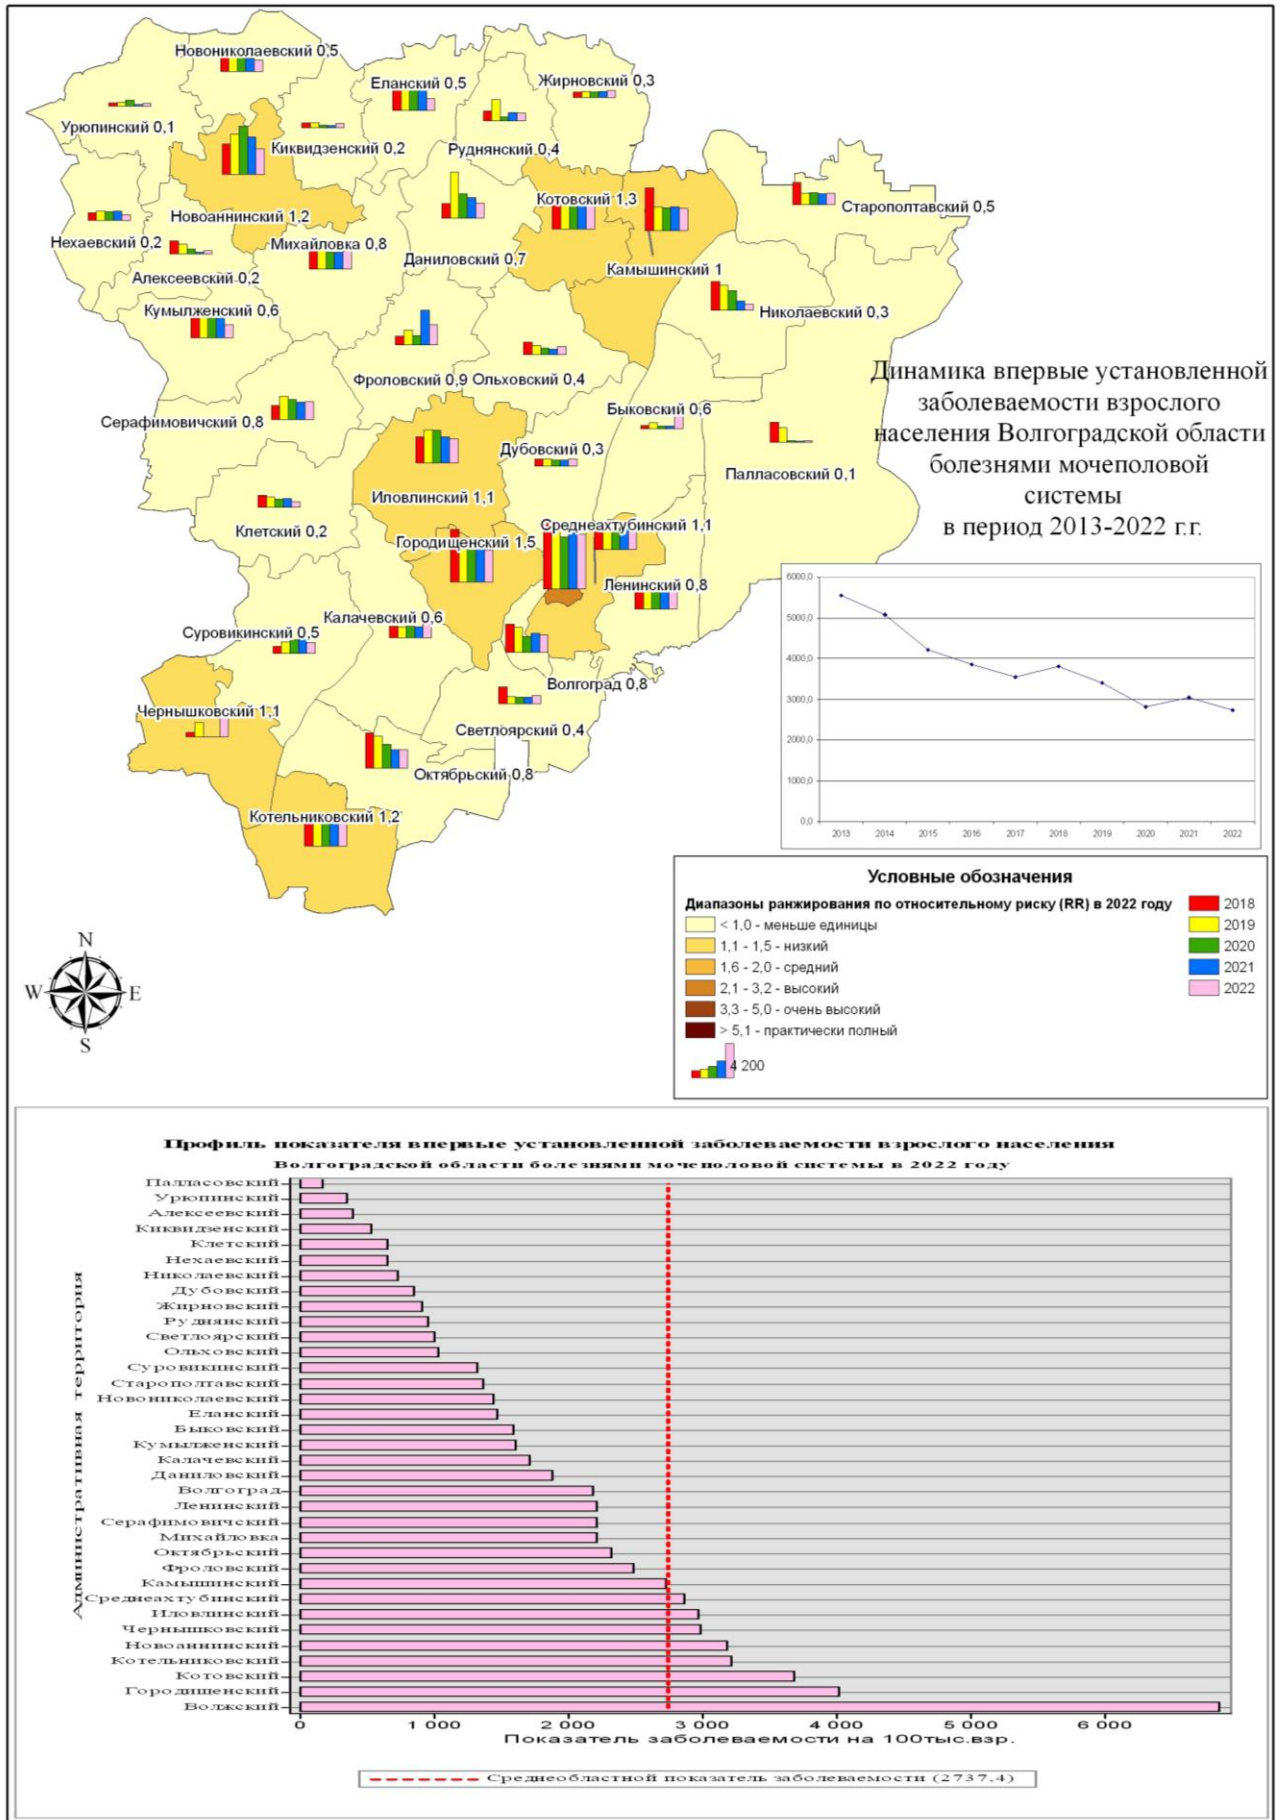 Новониколаевский 0,5
Еланский 0,5
Жирновский 0,3
Урюпинский 0,1
Киквидзенский 0,2
Руднянский 0,4
Котовский 1,3
Старополтавский 0,5
Новоаннинский 1,2
Нехаевский 0,2
Михайловка 0,8
Даниловский 0,7
Камышинский 1
Алексеевский 0,2
Кумылженский 0,6
Николаевский 0,3
Фроловский 0,9
Ольховский 0,4
Серафимовичский 0,8
Быковский 0,6
Дубовский 0,3
Палласовский 0,1
Иловлинский 1,1
Клетский 0,2
Среднеахтубинский 1,1
Городищенский 1,5
Ленинский 0,8
Калачевский 0,6
Суровикинский 0,5
Волгоград 0,8
Чернышковский 1,1
Светлоярский 0,4
Октябрьский 0,8
Котельниковский 1,2
Динамика впервые установленной
заболеваемости взрослого
населения Волгоградской области
болезнями мочеполовой
системы
в период 2013-2022 г.г.
6000,0
5000,0
4000,0
3000,0
2000,0
1000,0
0,0
2013 2014 2015 2016 2017 2018 2019 2020 2021 2022
Условные обозначения
Диапазоны ранжирования по относительному риску (RR) в 2022 году
< 1,0 - меньше единицы
1,1 - 1,5 - низкий
1,6 - 2,0 - средний
2,1 - 3,2 - высокий
3,3 - 5,0 - очень высокий
> 5,1 - практически полный
4 200
2018
2019
2020
2021
2022
N
W E
S
Профиль показателя впервые установленной заболеваемости взрослого населения
Волгоградской области болезнями мочеполовой системы в 2022 году
Административная территория
Палласовский
Урюпинский
Алексеевский
Киквидзенский
Клетский
Нехаевский
Николаевский
Дубовский
Жирновский
Руднянский
Светлоярский
Ольховский
Суровикинский
Старополтавский
Новониколаевский
Еланский
Быковский
Кумылженский
Калачевский
Даниловский
Волгоград
Ленинский
Серафимовичский
Михайловка
Октябрьский
Фроловский
Камышинский
Среднеахтубинский
Иловлинский
Чернышковский
Новоаннинский
Котельниковский
Котовский
Городищенский
Волжский
0 1 000 2 000 3 000 4 000 5 000 6 000
Показатель заболеваемости на 100тыс.взр.
Среднеобластной показатель заболеваемости (2737,4)